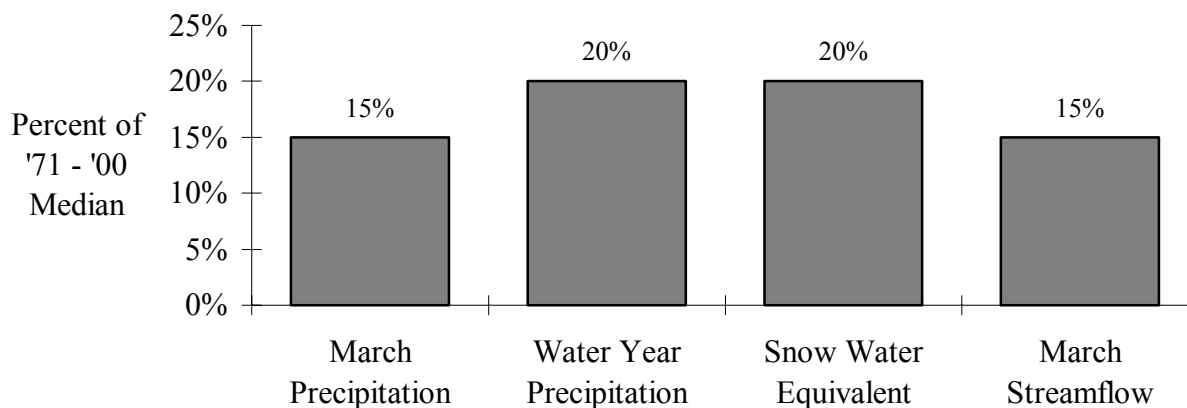 25%
20%
15%
10%
5%
0%
Percent of
'71 - '00
Median
15%
20%
20%
15%
March
Precipitation
Water Year
Precipitation
Snow Water
Equivalent
March
Streamflow